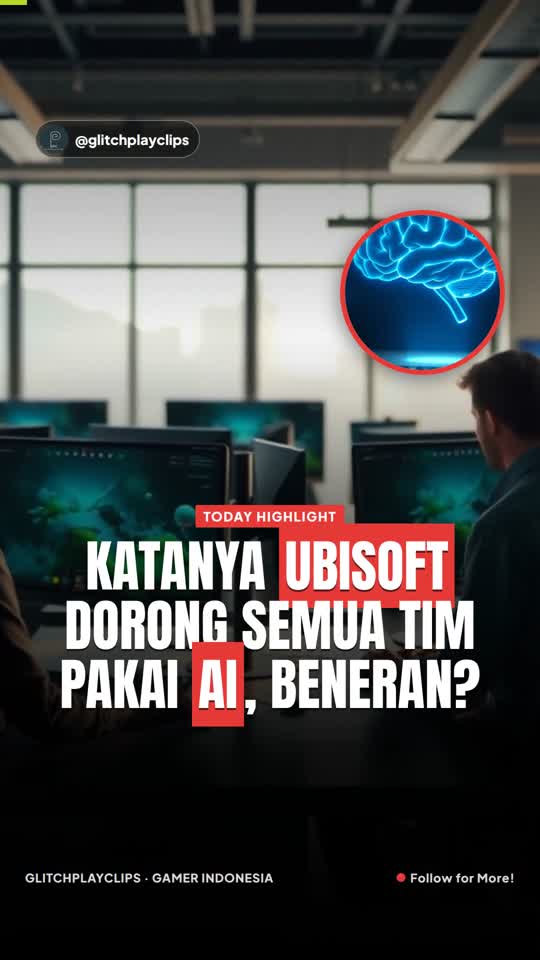 @glitchplayclips
TODAY HIGHLIGHT
KATANYA UBISOFT
DORONG SEMUA TIM
PAKAI AI, BENERAN?
GLITCHPLAYCLIPS · GAMER INDONESIA
Follow for More!